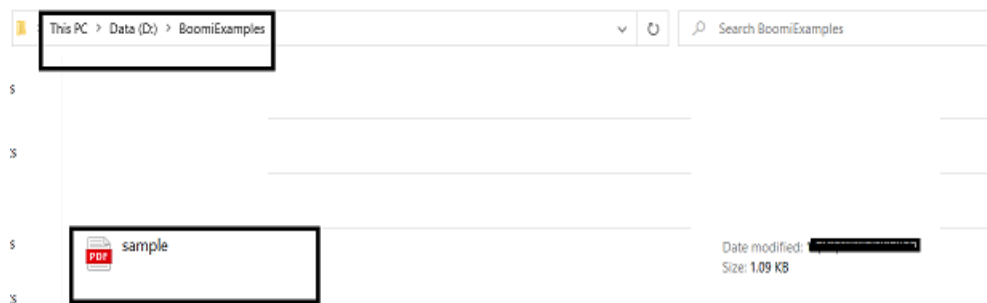 This PC > Data (D:) > BoomiExamples
Search BoomiExamples
s
s
s
PDF
sample
Date modified:
Size: 1.09 KB